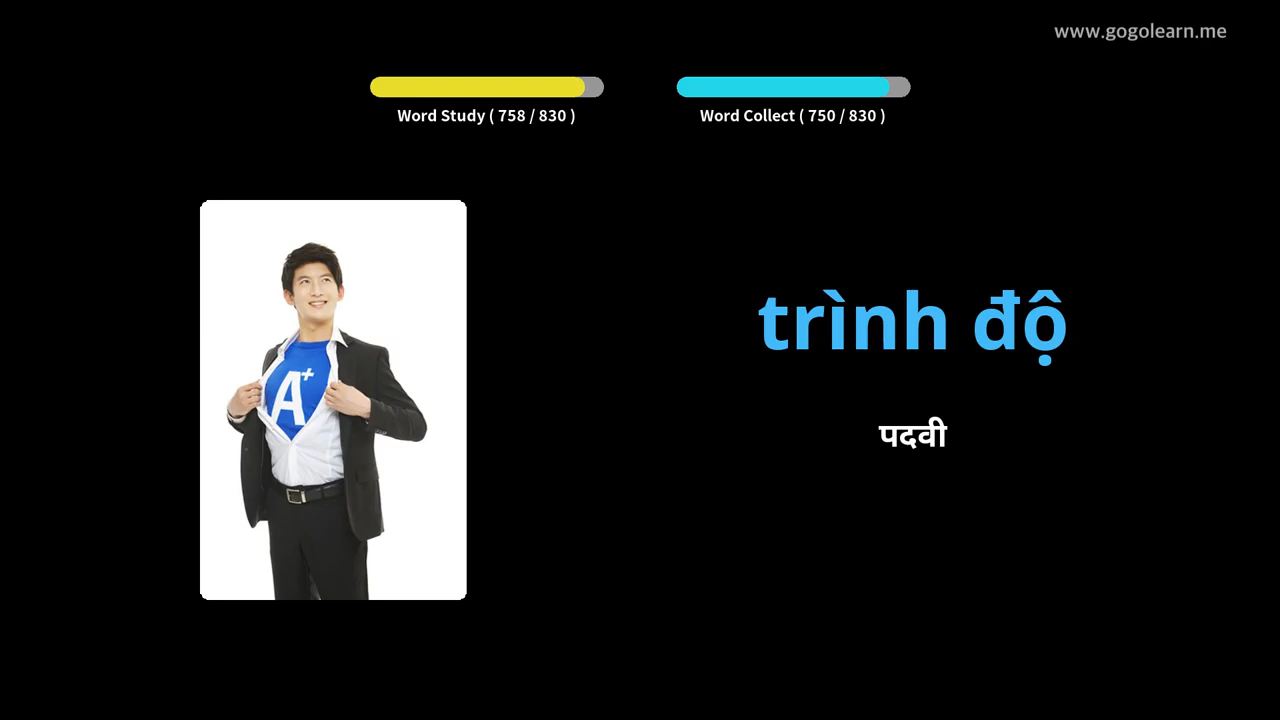 www.gogolearn.me
Word Study ( 758 / 830 )
Word Collect ( 750 / 830 )
A+
trình độ
पदवी